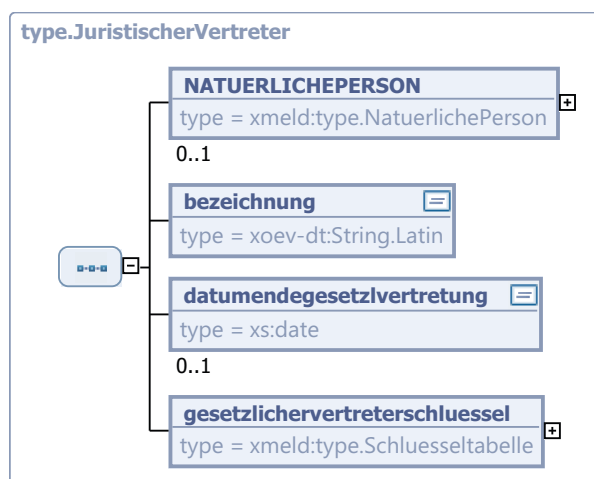 type.JuristischerVertreter
NATUERLICHEPERSON
type = xmeld:type.NatuerlichePerson
0..1
bezeichnung
type = xoev-dt:String.Latin
datumendegesetzlvertretung
type = xs:date
0..1
gesetzlichervertreterschluessel
type = xmeld:type.Schluesseltabelle